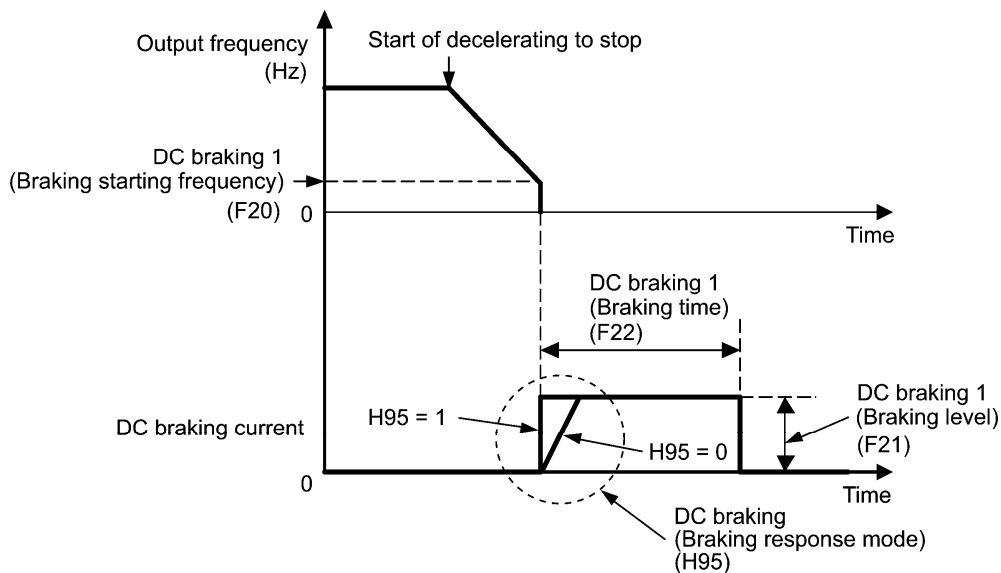 Output frequency
(Hz)
Start of decelerating to stop
DC braking 1
(Braking starting frequency)
(F20)
0
Time
DC braking 1
(Braking time)
(F22)
DC braking current
H95 = 1
H95 = 0
DC braking 1
(Braking level)
(F21)
0
Time
DC braking
(Braking response mode)
(H95)